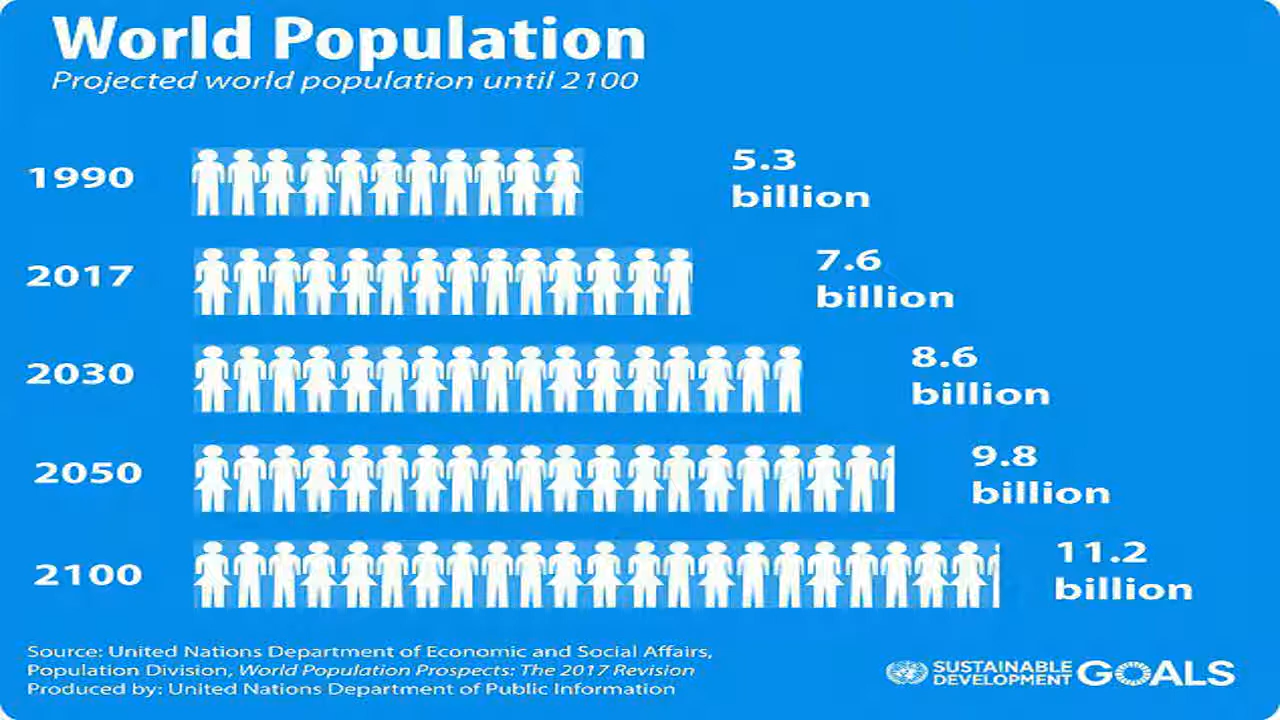 World Population
Projected world population until 2100
1990
5.3
billion
2017
7.6
billion
2030
8.6
billion
2050
9.8
billion
2100
11.2
billion
Source: United Nations Department of Economic and Social Affairs,
Population Division, World Population Prospects: The 2017 Revision
Produced by: United Nations Department of Public Information
SUSTAINABLE
DEVELOPMENT
GOALS